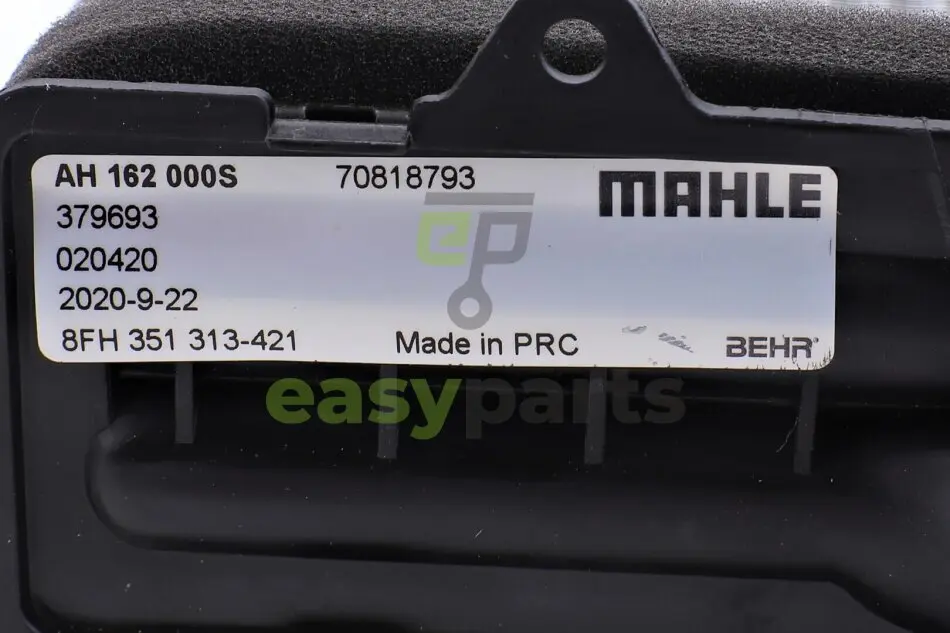 AH 162 000S 70818793 MAHLE
379693
020420
2020-9-22
8FH 351 313-421 Made in PRC BEHR
ep
easyparts